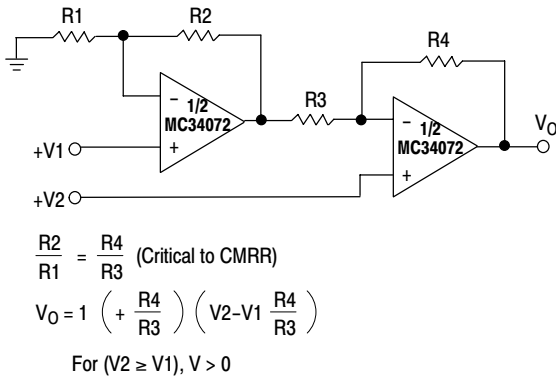 R1
R2
R4
R3
VO
1/2
MC34072
1/2
MC34072
−
+
−
+
+V1
+V2
R2/R1 = R4/R3 (Critical to CMRR)
VO = 1 ( + R4/R3 ) ( V2−V1 R4/R3 )
For (V2 ≥ V1), V > 0